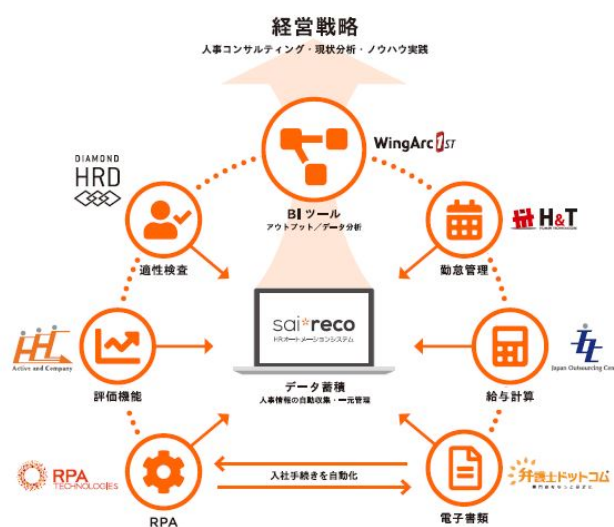 経営戦略
人事コンサルティング・現状分析・ノウハウ実践
WingArc1ST
DIAMOND
HRD
BIツール
アウトプット／データ分析
H&T
適性検査
勤怠管理
sai*reco
HRオートメーションシステム
Action and Company
評価機能
データ蓄積
人事情報の自動収集・一元管理
給与計算
Japan Outsourcing Cen
RPA
TECHNOLOGIES
入社手続きを自動化
弁護士ドットコム
RPA
電子書類